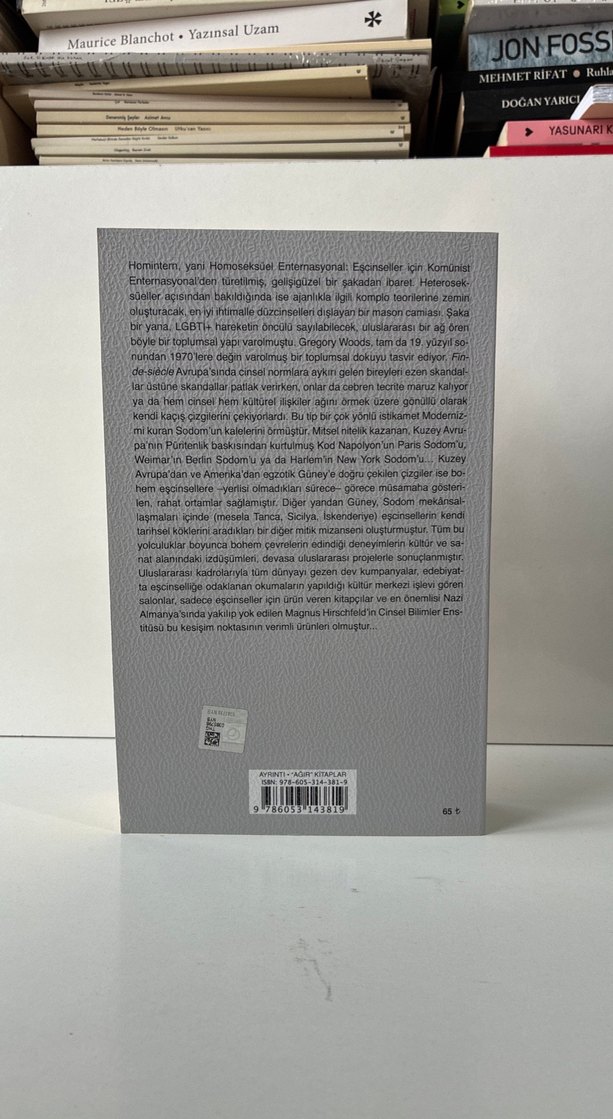 Maurice Blanchot • Yazınsal Uzam
Denenmiş Şeyler Azimet Avcu
Neden Böyle Olmasın Utku'can Yazıcı
JON FOSS
MEHMET RİFAT ● Ruhla
DOĞAN YARICI
YASUNARI K
Homintern, yani Homoseksüel Enternasyonal: Eşcinseller için Komünist
Enternasyonal'den türetilmiş, gelişigüzel bir şakadan ibaret. Heterosek-
süeller açısından bakıldığında ise ajanlıkla ilgili komplo teorilerine zemin
oluşturacak, en iyi ihtimalle düzcinselleri dışlayan bir mason camiası. Şaka
bir yana, LGBTİ+ hareketin öncülü sayılabilecek, uluslararası bir ağ ören
böyle bir toplumsal yapı varolmuştu. Gregory Woods, tam da 19. yüzyıl so-
nundan 1970'lere değin varolmuş bir toplumsal dokuyu tasvir ediyor. Fin-
de-siècle Avrupa'sında cinsel normlara aykırı gelen bireyleri ezen skandal-
lar üstüne skandallar patlak verirken, onlar da cebren tecrite maruz kalıyor
ya da hem cinsel hem kültürel ilişkiler ağını örmek üzere gönüllü olarak
kendi kaçış çizgilerini çekiyorlardı. Bu tip bir çok yönlü istikamet Moderniz-
mi kuran Sodom'un kalelerini örmüştür. Mitsel nitelik kazanan, Kuzey Avru-
pa'nın Püritenlik baskısından kurtulmuş Kod Napolyon'un Paris Sodom'u,
Weimar'ın Berlin Sodom'u ya da Harlem'in New York Sodom'u... Kuzey
Avrupa'dan ve Amerika'dan egzotik Güney'e doğru çekilen çizgiler ise bo-
hem eşcinsellere –yerlisi olmadıkları sürece– görece müsamaha gösteri-
len, rahat ortamlar sağlamıştır. Diğer yandan Güney, Sodom mekânsal-
laşmaları içinde (mesela Tanca, Sicilya, İskenderiye) eşcinsellerin kendi
tarihsel köklerini aradıkları bir diğer mitik mizanseni oluşturmuştur. Tüm bu
yolculuklar boyunca bohem çevrelerin edindiği deneyimlerin kültür ve sa-
nat alanındaki izdüşümleri, devasa uluslararası projelerle sonuçlanmıştır.
Uluslararası kadrolarıyla tüm dünyayı gezen dev kumpanyalar, edebiyat-
ta eşcinselliğe odaklanan okumaların yapıldığı kültür merkezi işlevi gören
salonlar, sadece eşcinseller için ürün veren kitapçılar ve en önemlisi Nazi
Almanya'sında yakılıp yok edilen Magnus Hirschfeld'in Cinsel Bilimler Ens-
titüsü bu kesişim noktasının verimli ürünleri olmuştur...
AYRINTI • "AĞIR" KİTAPLAR
ISBN: 978-605-314-381-9
9 786053 143819
65 ₺